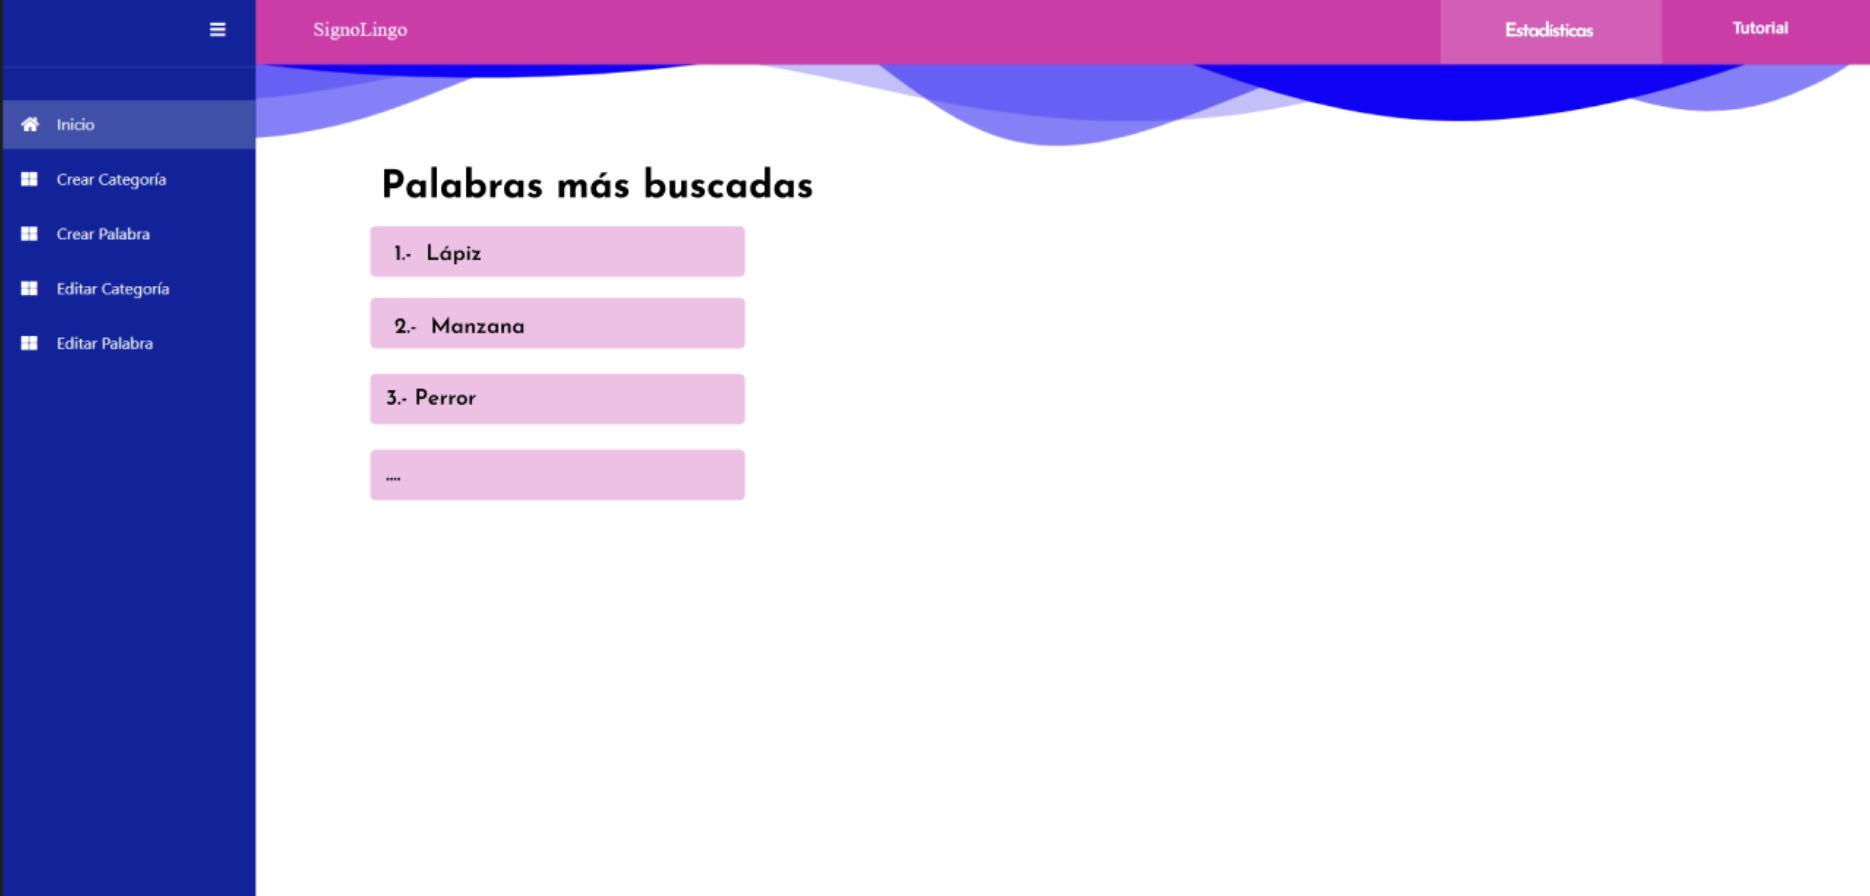 SignoLingo
Estadísticas
Tutorial
Inicio
Crear Categoría
Crear Palabra
Editar Categoría
Editar Palabra
Palabras más buscadas
1.- Lápiz
2.- Manzana
3.- Perror
....